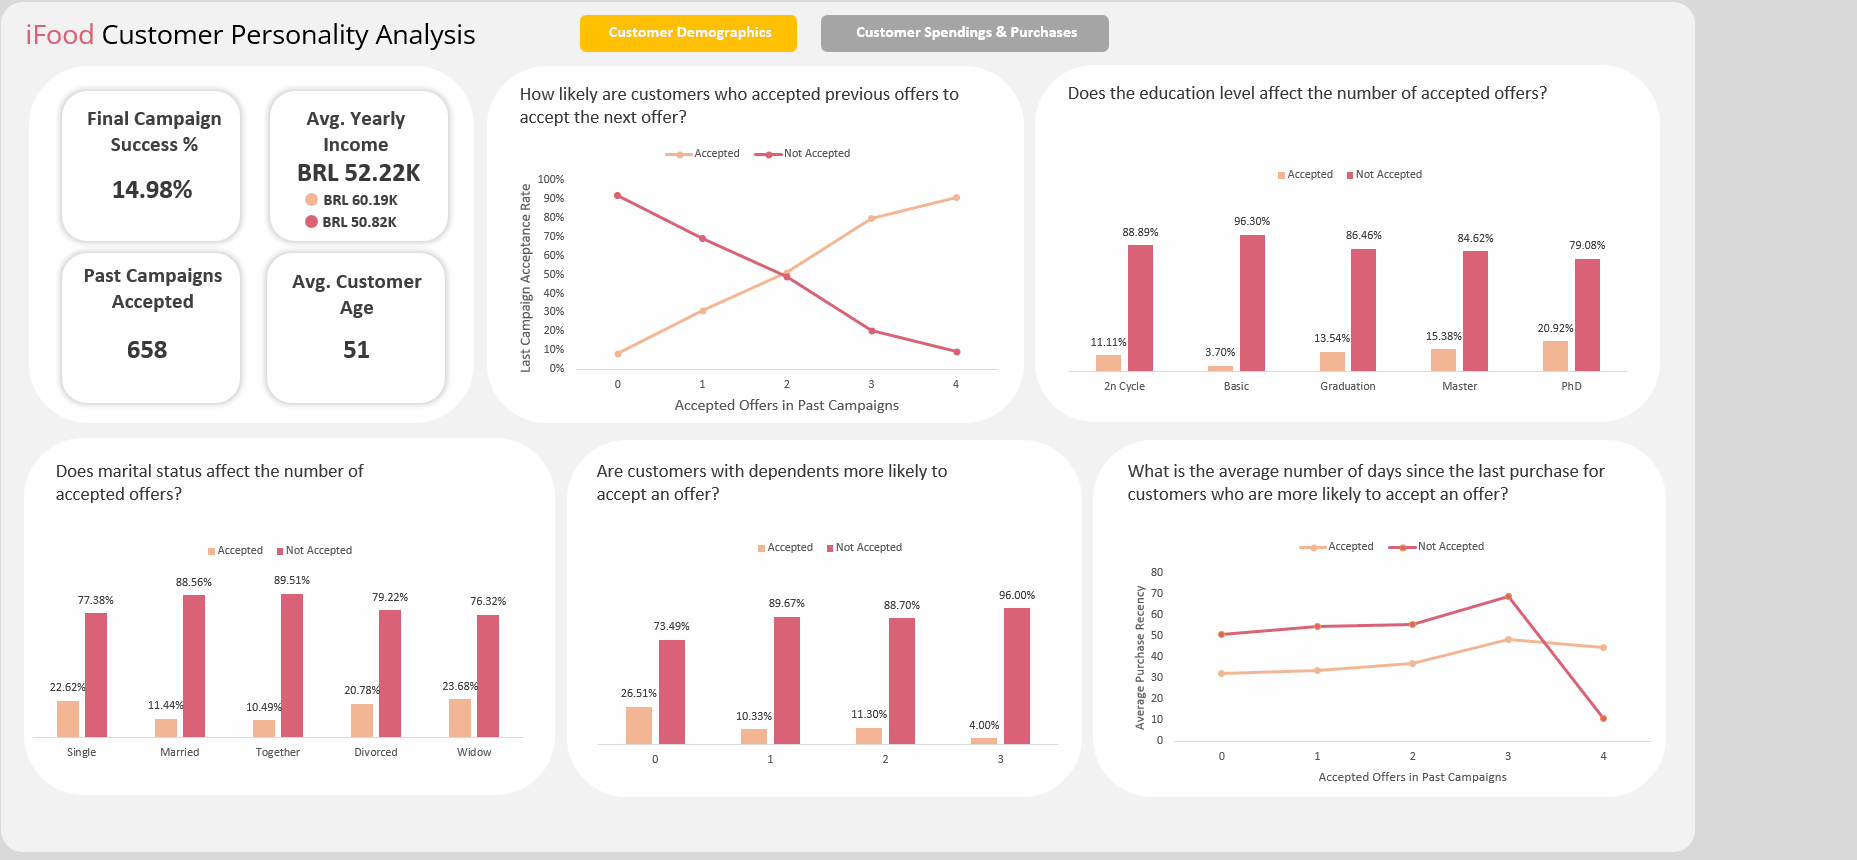 iFood Customer Personality Analysis
Customer Demographics
Customer Spendings & Purchases
Final Campaign
Success %
14.98%
Avg. Yearly
Income
BRL 52.22K
BRL 60.19K
BRL 50.82K
Past Campaigns
Accepted
658
Avg. Customer
Age
51
How likely are customers who accepted previous offers to
accept the next offer?
Accepted Not Accepted
Last Campaign Acceptance Rate
100%
90%
80%
70%
60%
50%
40%
30%
20%
10%
0%
0 1 2 3 4
Accepted Offers in Past Campaigns
Does the education level affect the number of accepted offers?
Accepted Not Accepted
88.89% 96.30% 86.46% 84.62% 79.08%
11.11% 3.70% 13.54% 15.38% 20.92%
2n Cycle Basic Graduation Master PhD
Does marital status affect the number of
accepted offers?
Accepted Not Accepted
77.38% 88.56% 89.51% 79.22% 76.32%
22.62% 11.44% 10.49% 20.78% 23.68%
Single Married Together Divorced Widow
Are customers with dependents more likely to
accept an offer?
Accepted Not Accepted
73.49% 89.67% 88.70% 96.00%
26.51% 10.33% 11.30% 4.00%
0 1 2 3
What is the average number of days since the last purchase for
customers who are more likely to accept an offer?
Accepted Not Accepted
Average Purchase Recency
80
70
60
50
40
30
20
10
0
0 1 2 3 4
Accepted Offers in Past Campaigns